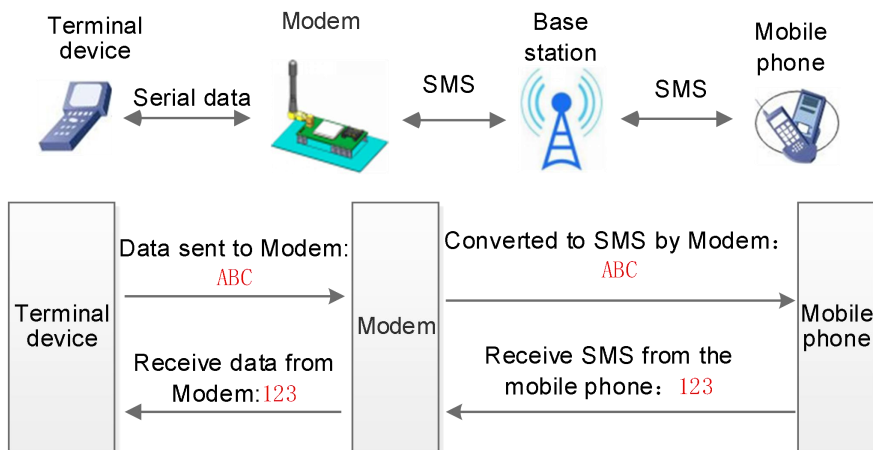 Terminal
device
Modem
Base
station
Mobile
phone
Serial data
SMS
SMS
Data sent to Modem:
ABC
Converted to SMS by Modem：
ABC
Terminal
device
Modem
Mobile
phone
Receive data from
Modem:123
Receive SMS from the
mobile phone：123